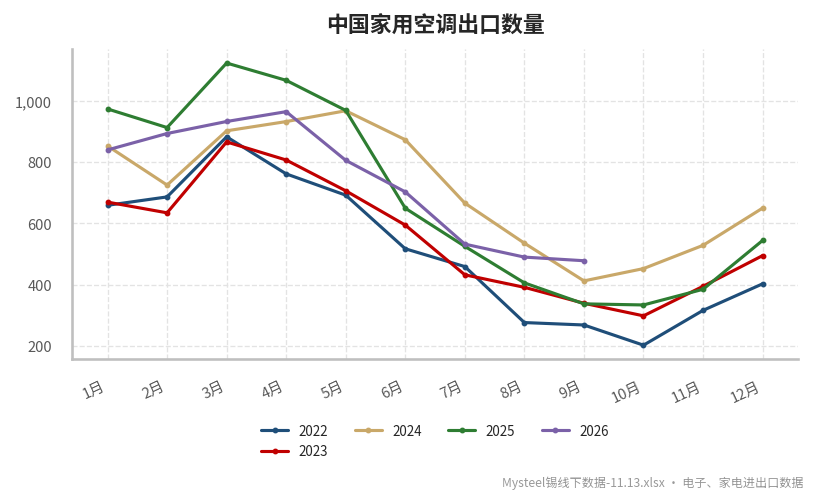 中国家用空调出口数量
1,000
800
600
400
200
1月 2月 3月 4月 5月 6月 7月 8月 9月 10月 11月 12月
2022 2024 2025 2026
2023
Mysteel锡线下数据-11.13.xlsx • 电子、家电进出口数据